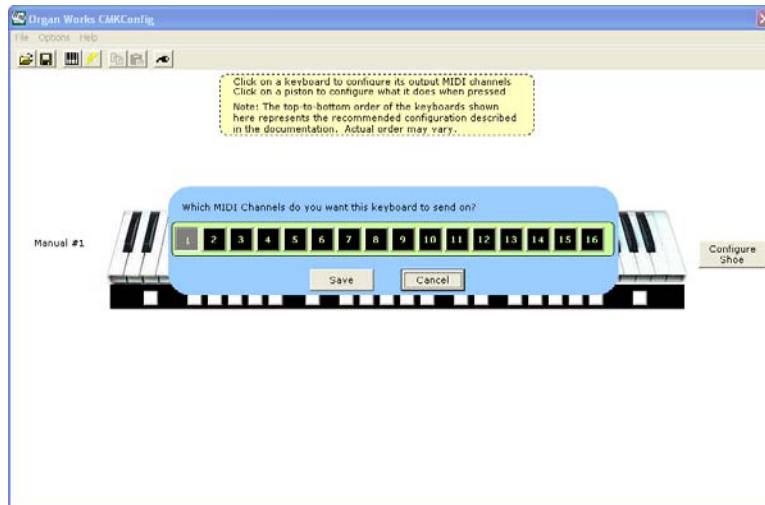 Organ Works CMKConfig
File Options Help
Click on a keyboard to configure its output MIDI channels
Click on a piston to configure what it does when pressed
Note: The top-to-bottom order of the keyboards shown
here represents the recommended configuration described
in the documentation. Actual order may vary.
Which MIDI Channels do you want this keyboard to send on?
Manual #1
1 2 3 4 5 6 7 8 9 10 11 12 13 14 15 16
Configure
Shoe
Save Cancel